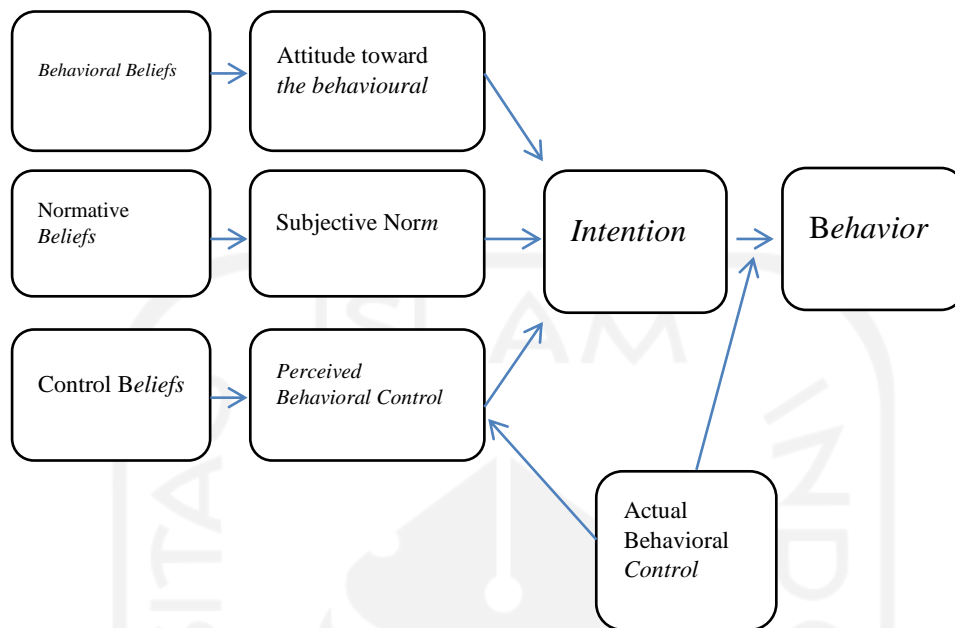 Behavioral Beliefs
Attitude toward
the behavioural
Normative
Beliefs
Subjective Norm
Intention
Behavior
Control Beliefs
Perceived
Behavioral Control
Actual
Behavioral
Control
ISLAM